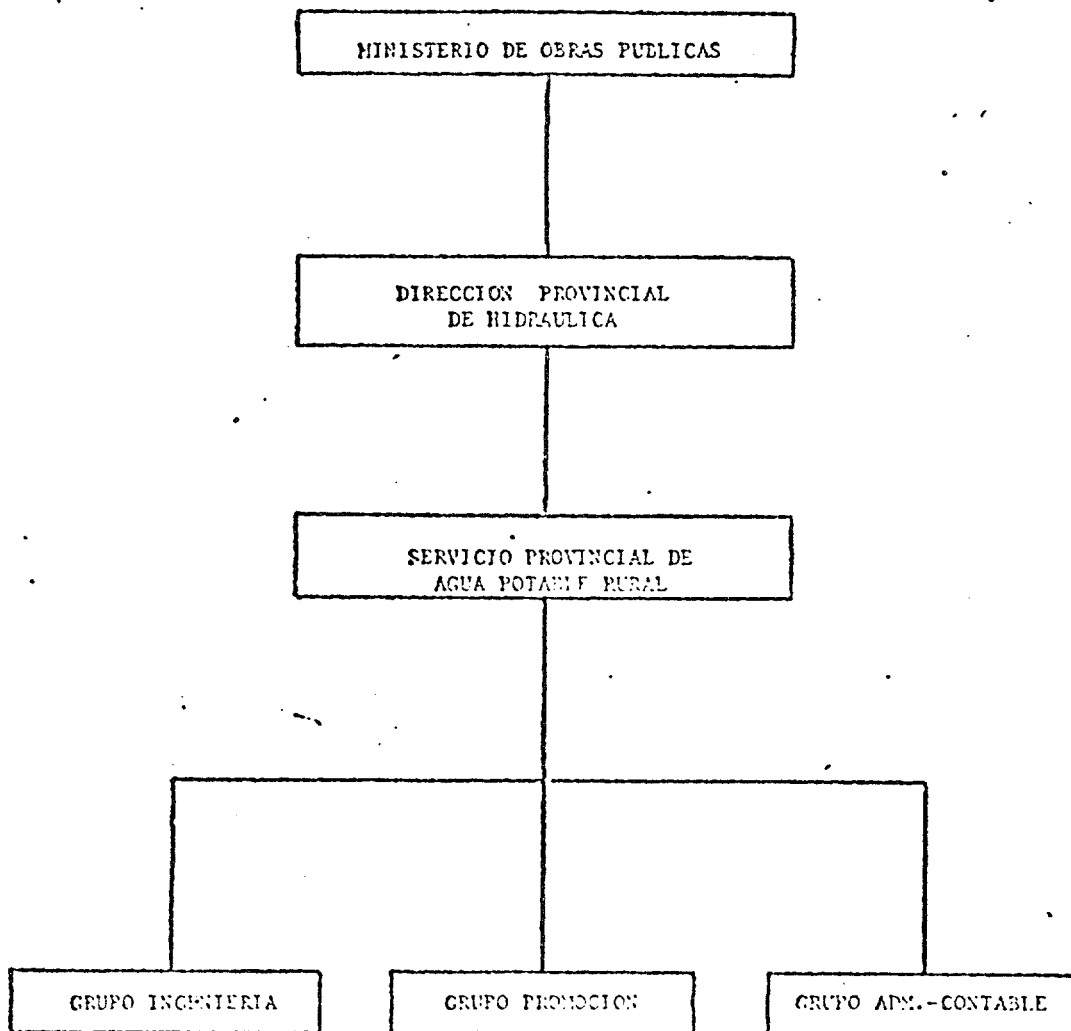 MINISTERIO DE OBRAS PUBLICAS
DIRECCION PROVINCIAL
DE HIDRAULICA
SERVICIO PROVINCIAL DE
AGUA POTABLE RURAL
GRUPO INGENIERIA
GRUPO PROMOCION
GRUPO ADM.-CONTABLE